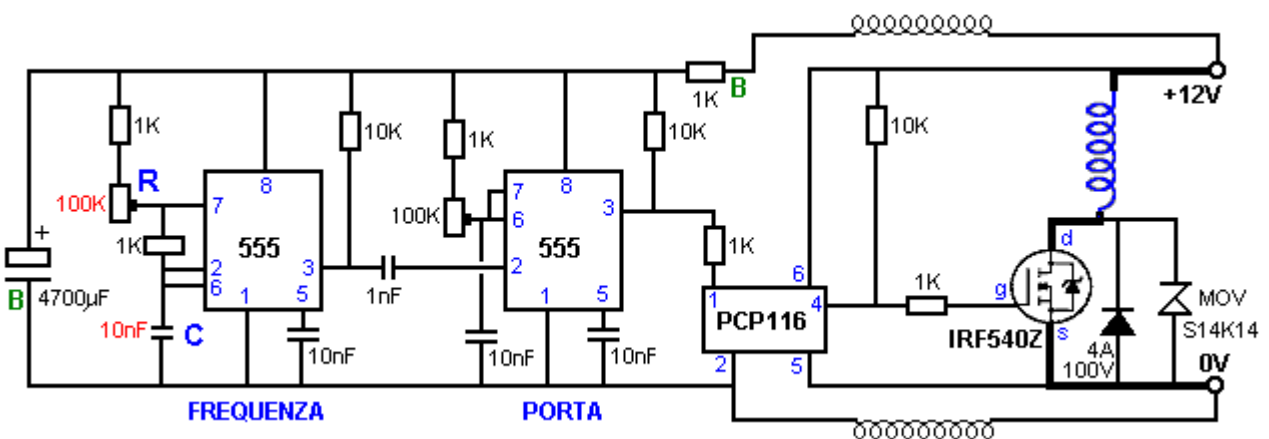 1K
B
+12V
1K
10K
1K
10K
10K
R
100K
7
8
1K
555
2
6
3
1
5
+
B
4700µF
10nF
C
10nF
1nF
100K
7
6
8
3
555
2
1
5
10nF
10nF
1K
1
6
PCP116
4
2
5
1K
d
g
s
IRF540Z
4A
100V
MOV
S14K14
0V
FREQUENZA
PORTA